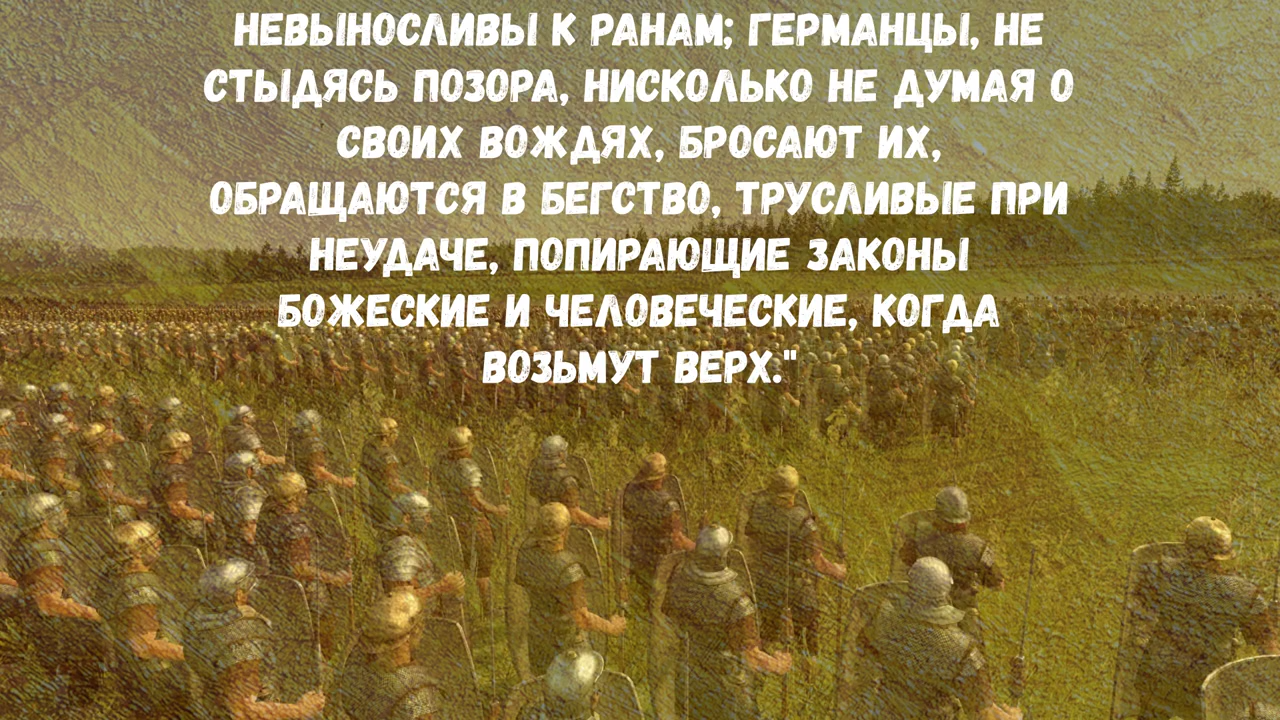 НЕВЫНОСЛИВЫ К РАНАМ; ГЕРМАНЦЫ, НЕ
СТЫДЯСЬ ПОЗОРА, НИСКОЛЬКО НЕ ДУМАЯ О
СВОИХ ВОЖДЯХ, БРОСАЮТ ИХ,
ОБРАЩАЮТСЯ В БЕГСТВО, ТРУСЛИВЫЕ ПРИ
НЕУДАЧЕ, ПОПИРАЮЩИЕ ЗАКОНЫ
БОЖЕСКИЕ И ЧЕЛОВЕЧЕСКИЕ, КОГДА
ВОЗЬМУТ ВЕРХ."